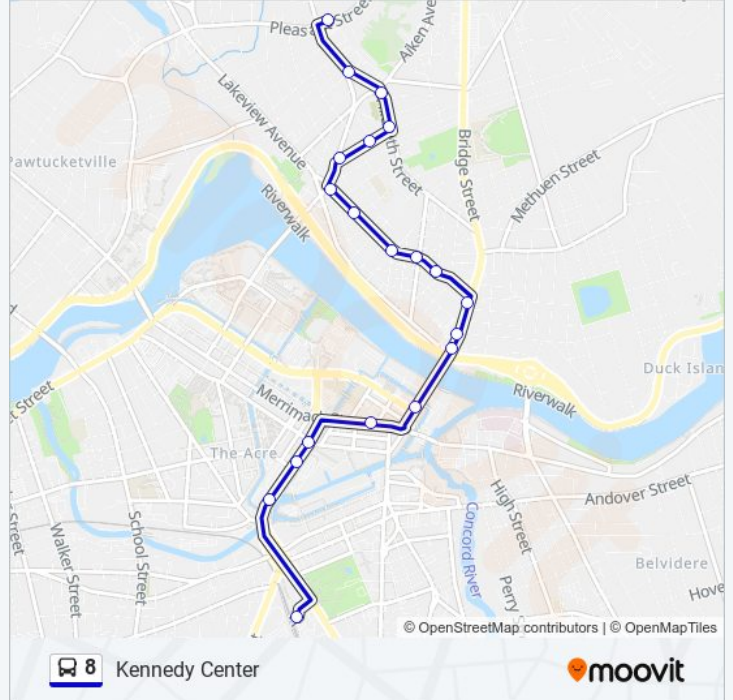 Pleas
Street
Aiken Ave
Lakeview Avenue
Pawtucketville
Bridge Street
th Street
Methuen Street
Riverwalk
Duck Islan
Riverwalk
et Street
Merrimac
The Acre
High Street
Andover Street
Concord River
School Street
Walker Street
Street
Belvidere
Perry S
Hove
© OpenStreetMap contributors | © OpenMapTiles
8 Kennedy Center
moovit